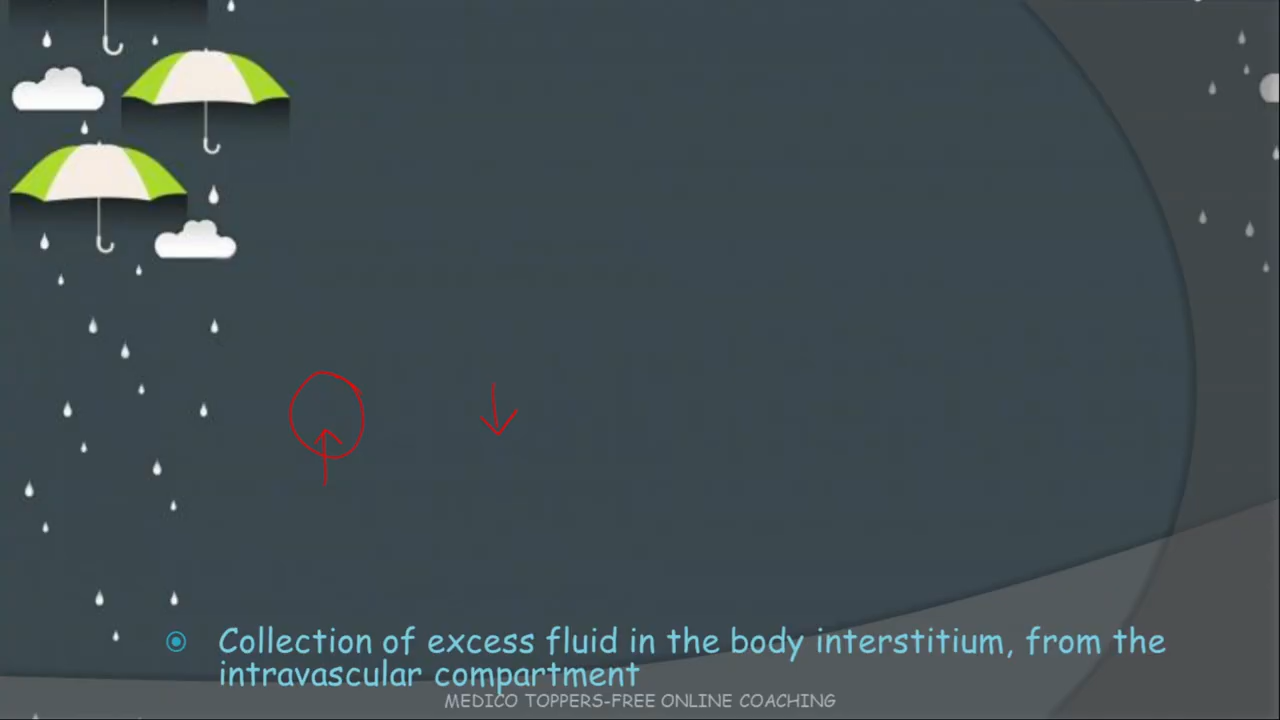 Collection of excess fluid in the body interstitium, from the
intravascular compartment
MEDICO TOPPERS-FREE ONLINE COACHING